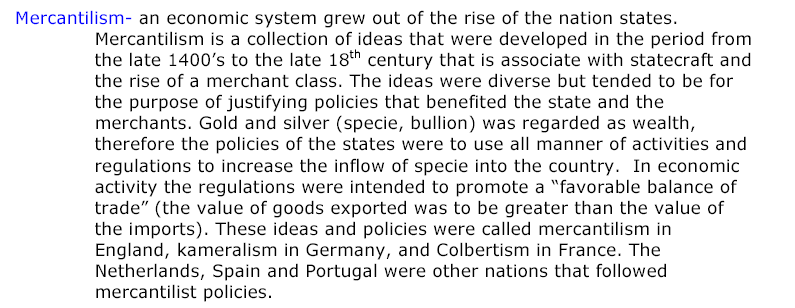 Mercantilism- an economic system grew out of the rise of the nation states.
Mercantilism is a collection of ideas that were developed in the period from
the late 1400's to the late 18th century that is associate with statecraft and
the rise of a merchant class. The ideas were diverse but tended to be for
the purpose of justifying policies that benefited the state and the
merchants. Gold and silver (specie, bullion) was regarded as wealth,
therefore the policies of the states were to use all manner of activities and
regulations to increase the inflow of specie into the country.  In economic
activity the regulations were intended to promote a "favorable balance of
trade" (the value of goods exported was to be greater than the value of
the imports). These ideas and policies were called mercantilism in
England, kameralism in Germany, and Colbertism in France. The
Netherlands, Spain and Portugal were other nations that followed
mercantilist policies.